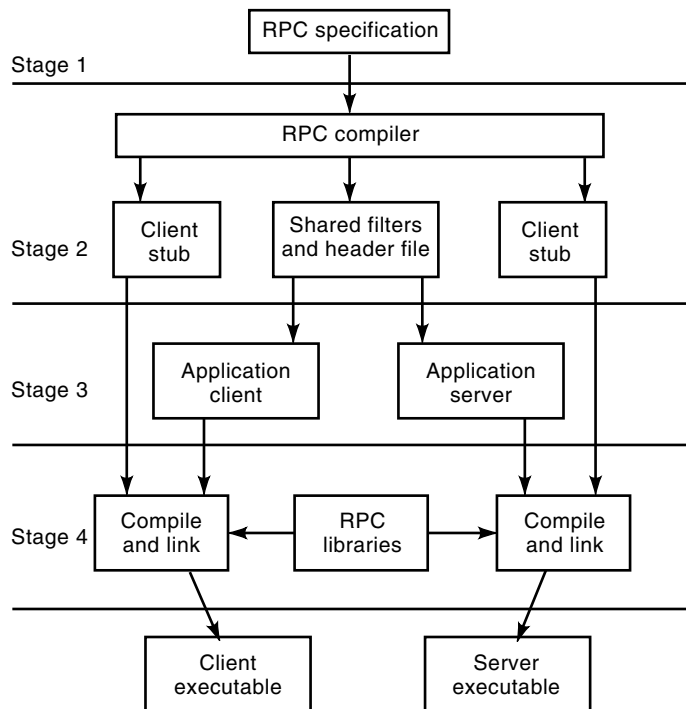 RPC specification
Stage 1
RPC compiler
Client
stub
Shared filters
and header file
Client
stub
Stage 2
Application
client
Application
server
Stage 3
Compile
and link
RPC
libraries
Compile
and link
Stage 4
Client
executable
Server
executable